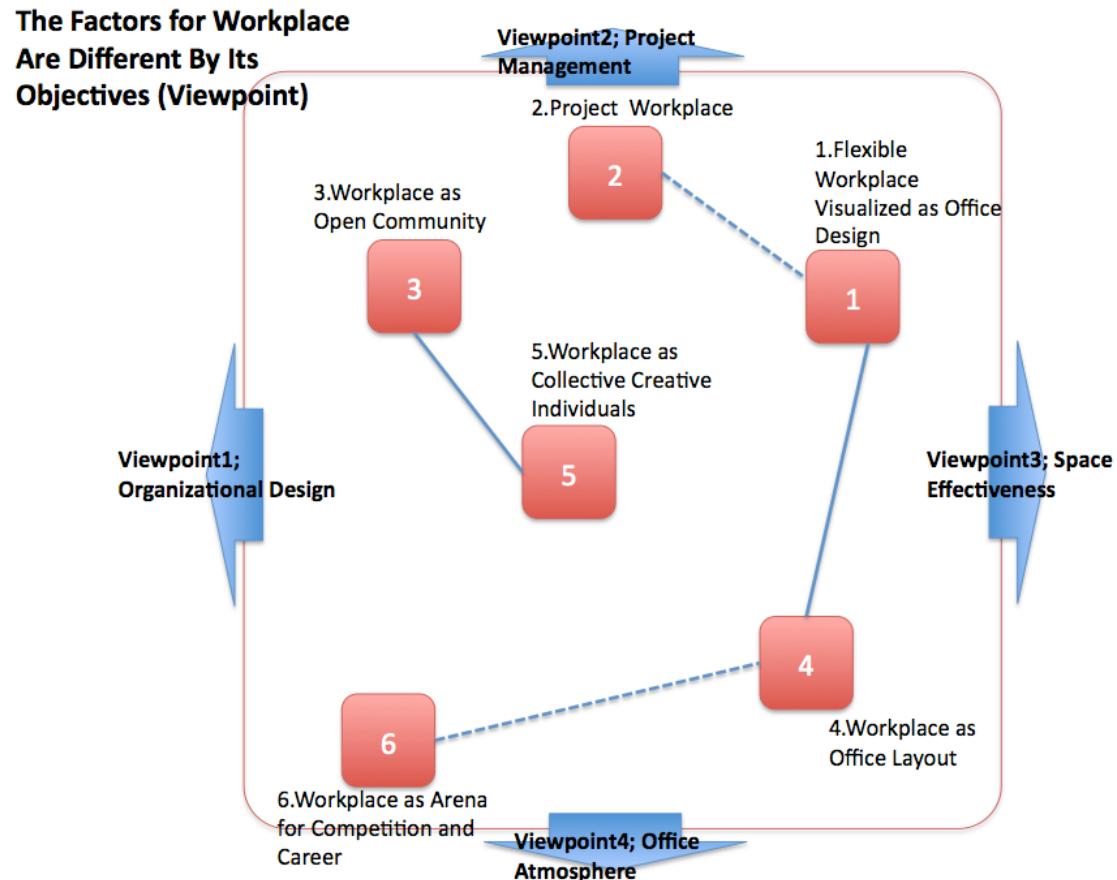 The Factors for Workplace
Are Different By Its
Objectives (Viewpoint)
Viewpoint2; Project
Management
2.Project Workplace
2
1.Flexible
Workplace
Visualized as Office
Design
1
3.Workplace as
Open Community
3
5.Workplace as
Collective Creative
Individuals
5
Viewpoint1;
Organizational Design
Viewpoint3; Space
Effectiveness
4
4.Workplace as
Office Layout
6
6.Workplace as Arena
for Competition and
Career
Viewpoint4; Office
Atmosphere